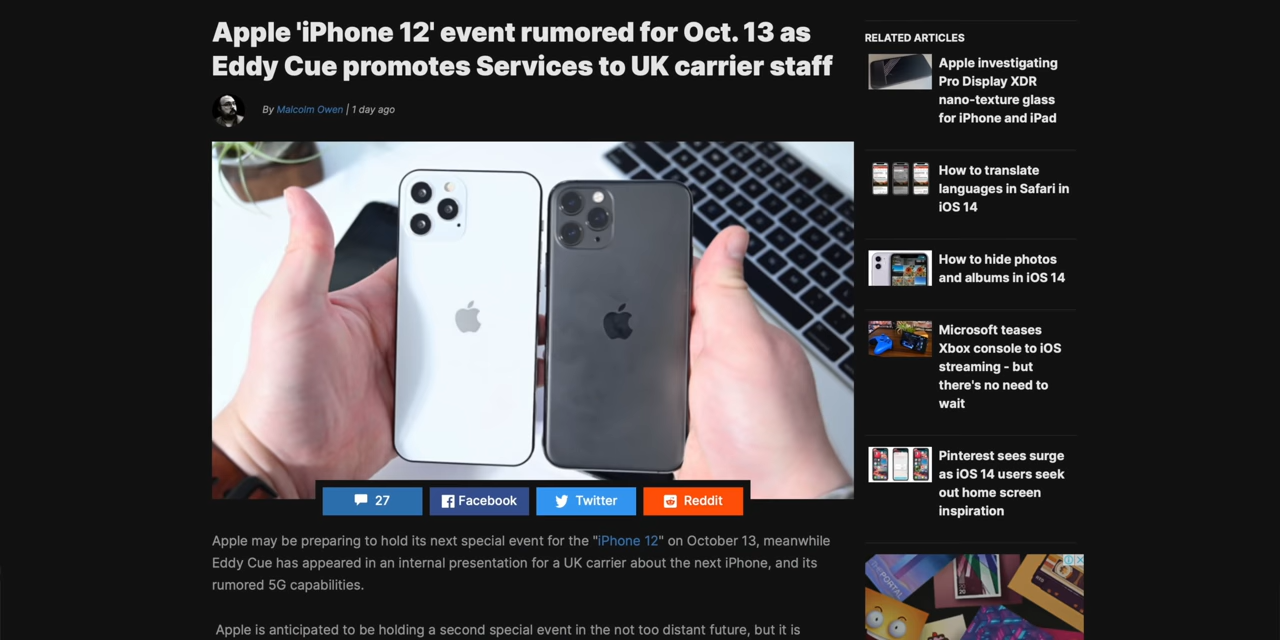 Apple 'iPhone 12' event rumored for Oct. 13 as
Eddy Cue promotes Services to UK carrier staff
By Malcolm Owen | 1 day ago
27
Facebook
Twitter
Reddit
Apple may be preparing to hold its next special event for the "iPhone 12" on October 13, meanwhile
Eddy Cue has appeared in an internal presentation for a UK carrier about the next iPhone, and its
rumored 5G capabilities.
Apple is anticipated to be holding a second special event in the not too distant future, but it is
RELATED ARTICLES
Apple investigating
Pro Display XDR
nano-texture glass
for iPhone and iPad
How to translate
languages in Safari in
iOS 14
How to hide photos
and albums in iOS 14
Microsoft teases
Xbox console to iOS
streaming - but
there's no need to
wait
Pinterest sees surge
as iOS 14 users seek
out home screen
inspiration
PORTAL
20